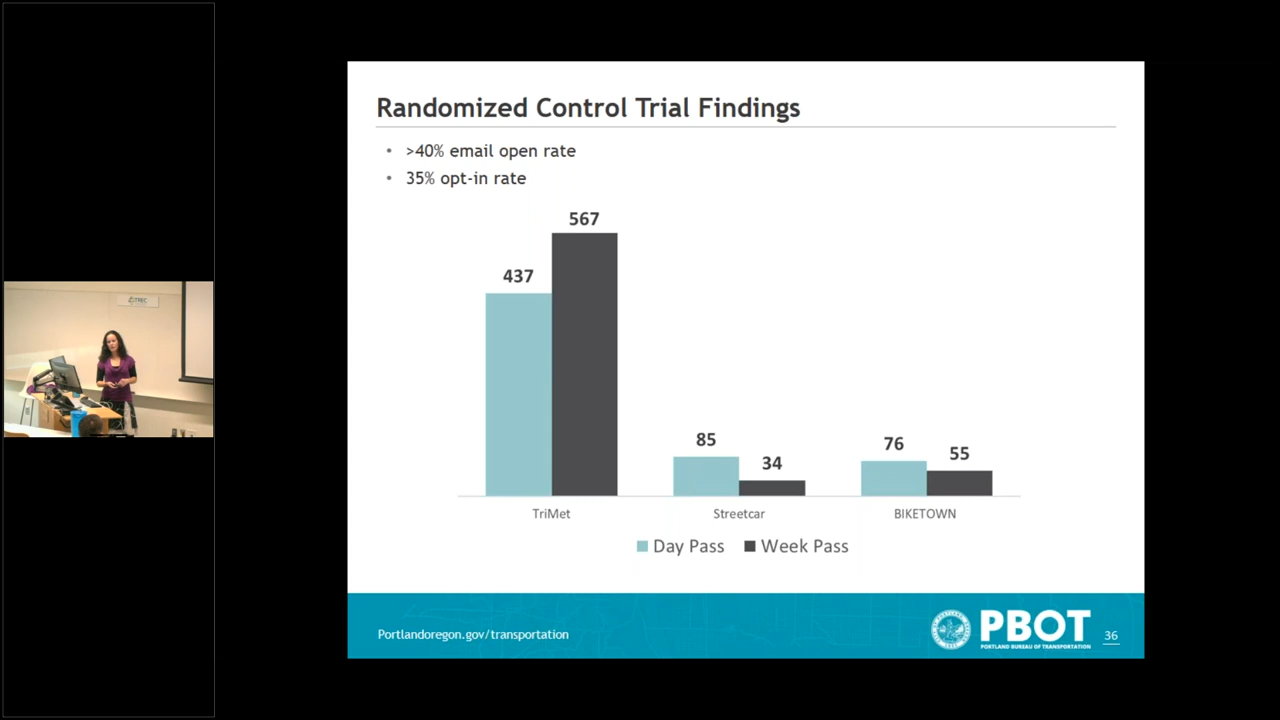 Randomized Control Trial Findings
• >40% email open rate
• 35% opt-in rate
567
437
85
34
76
55
TriMet
Streetcar
BIKETOWN
Day Pass
Week Pass
Portlandoregon.gov/transportation
PBOT
PORTLAND BUREAU OF TRANSPORTATION
36
TREC